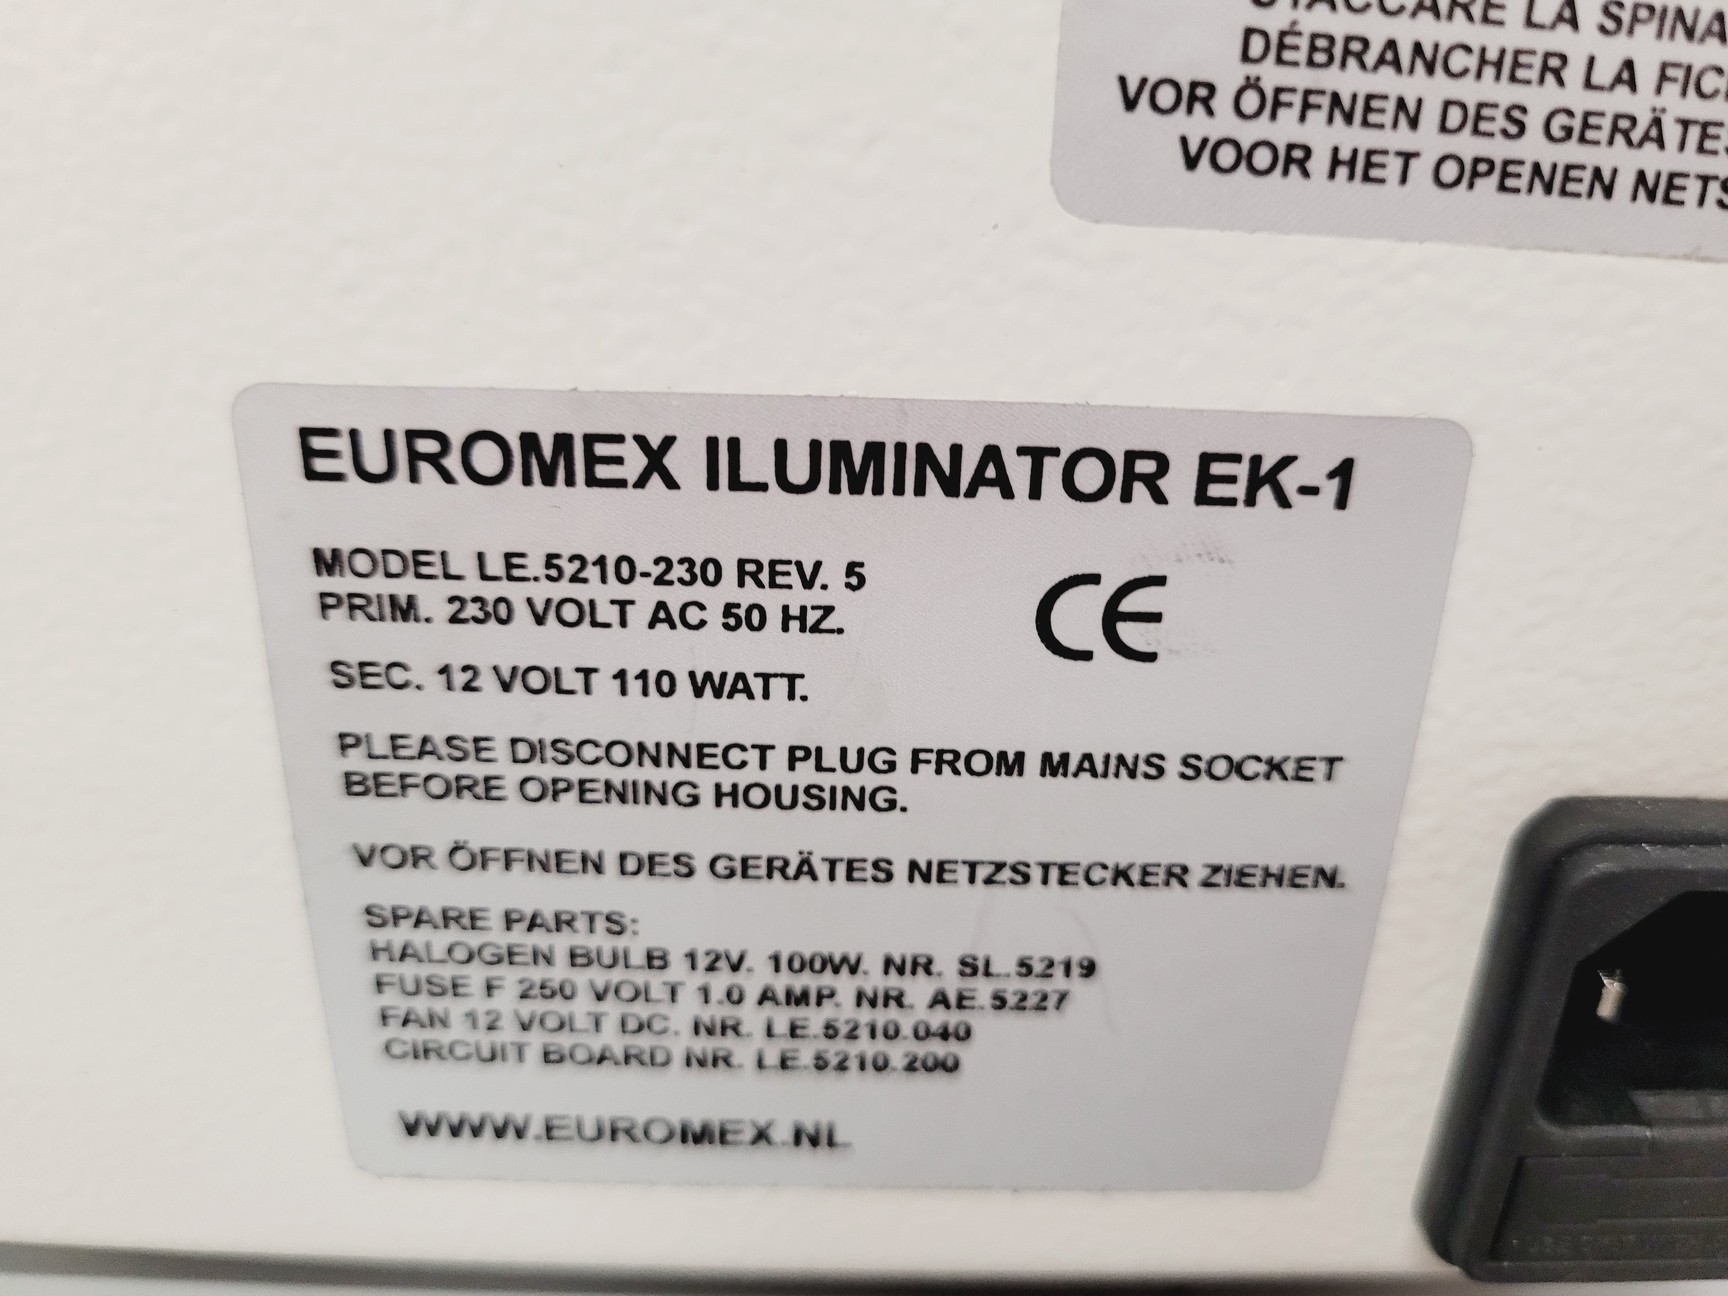 STACCARE LA SPINA
DÉBRANCHER LA FIC
VOR ÖFFNEN DES GERÄTES
VOOR HET OPENEN NETS
EUROMEX ILUMINATOR EK-1
MODEL LE.5210-230 REV. 5
PRIM. 230 VOLT AC 50 HZ.
CE
SEC. 12 VOLT 110 WATT.
PLEASE DISCONNECT PLUG FROM MAINS SOCKET
BEFORE OPENING HOUSING.
VOR ÖFFNEN DES GERÄTES NETZSTECKER ZIEHEN.
SPARE PARTS:
HALOGEN BULB 12V. 100W. NR. SL.5219
FUSE F 250 VOLT 1.0 AMP. NR. AE.5227
FAN 12 VOLT DC. NR. LE.5210.040
CIRCUIT BOARD NR. LE.5210.200
WWW.EUROMEX.NL